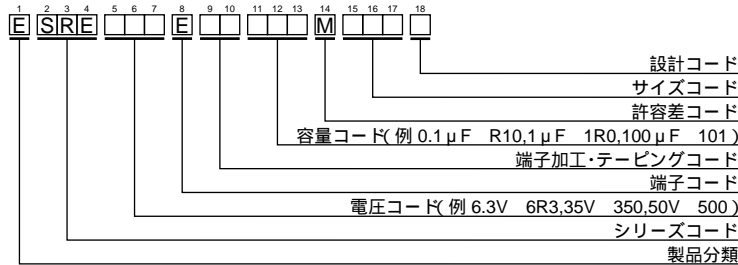 1 2 3 4 5 6 7 8 9 10 11 12 13 14 15 16 17 18
E S R E E M
設計コード
サイズコード
許容差コード
容量コード(例 0.1μF R10,1μF 1R0,100μF 101)
端子加工・テーピングコード
端子コード
電圧コード(例 6.3V 6R3,35V 350,50V 500)
シリーズコード
製品分類